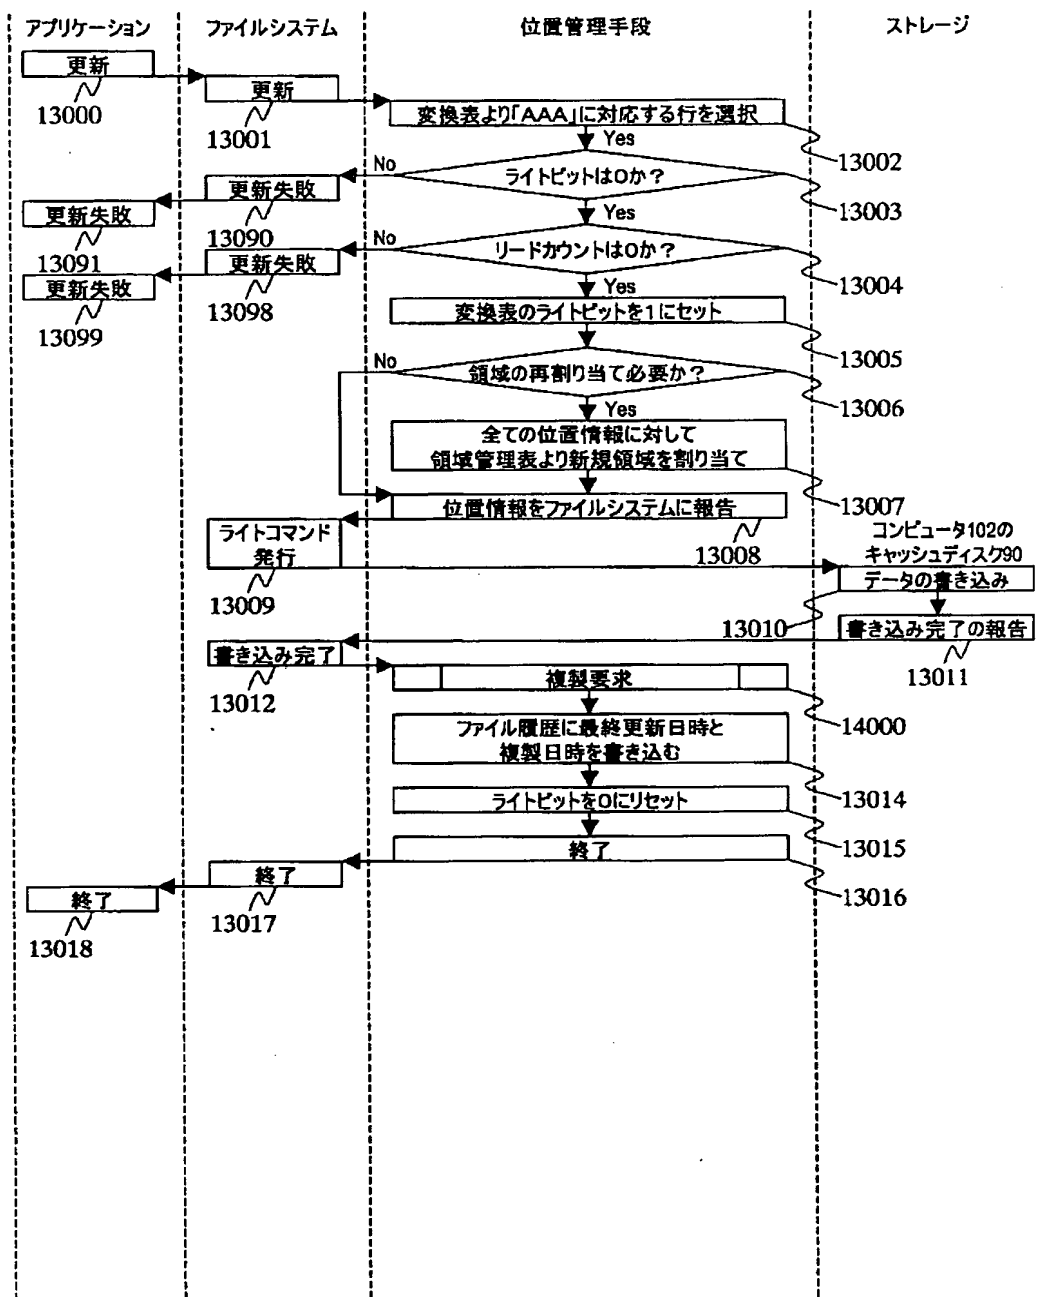 アプリケーション
ファイルシステム
位置管理手段
ストレージ
更新
13000
更新
13001
変換表より「AAA」に対応する行を選択
13002
Yes
ライトビットは0か？
No
13003
更新失敗
13090
更新失敗
13091
Yes
リードカウントは0か？
No
13004
更新失敗
13098
更新失敗
13099
Yes
変換表のライトビットを1にセット
13005
領域の再割り当て必要か？
No
13006
Yes
全ての位置情報に対して
領域管理表より新規領域を割り当て
13007
位置情報をファイルシステムに報告
13008
ライトコマンド
発行
13009
コンピュータ102の
キャッシュディスク90
データの書き込み
13010
書き込み完了の報告
13011
書き込み完了
13012
複製要求
14000
ファイル履歴に最終更新日時と
複製日時を書き込む
13014
ライトビットを0にリセット
13015
終了
13016
終了
13017
終了
13018